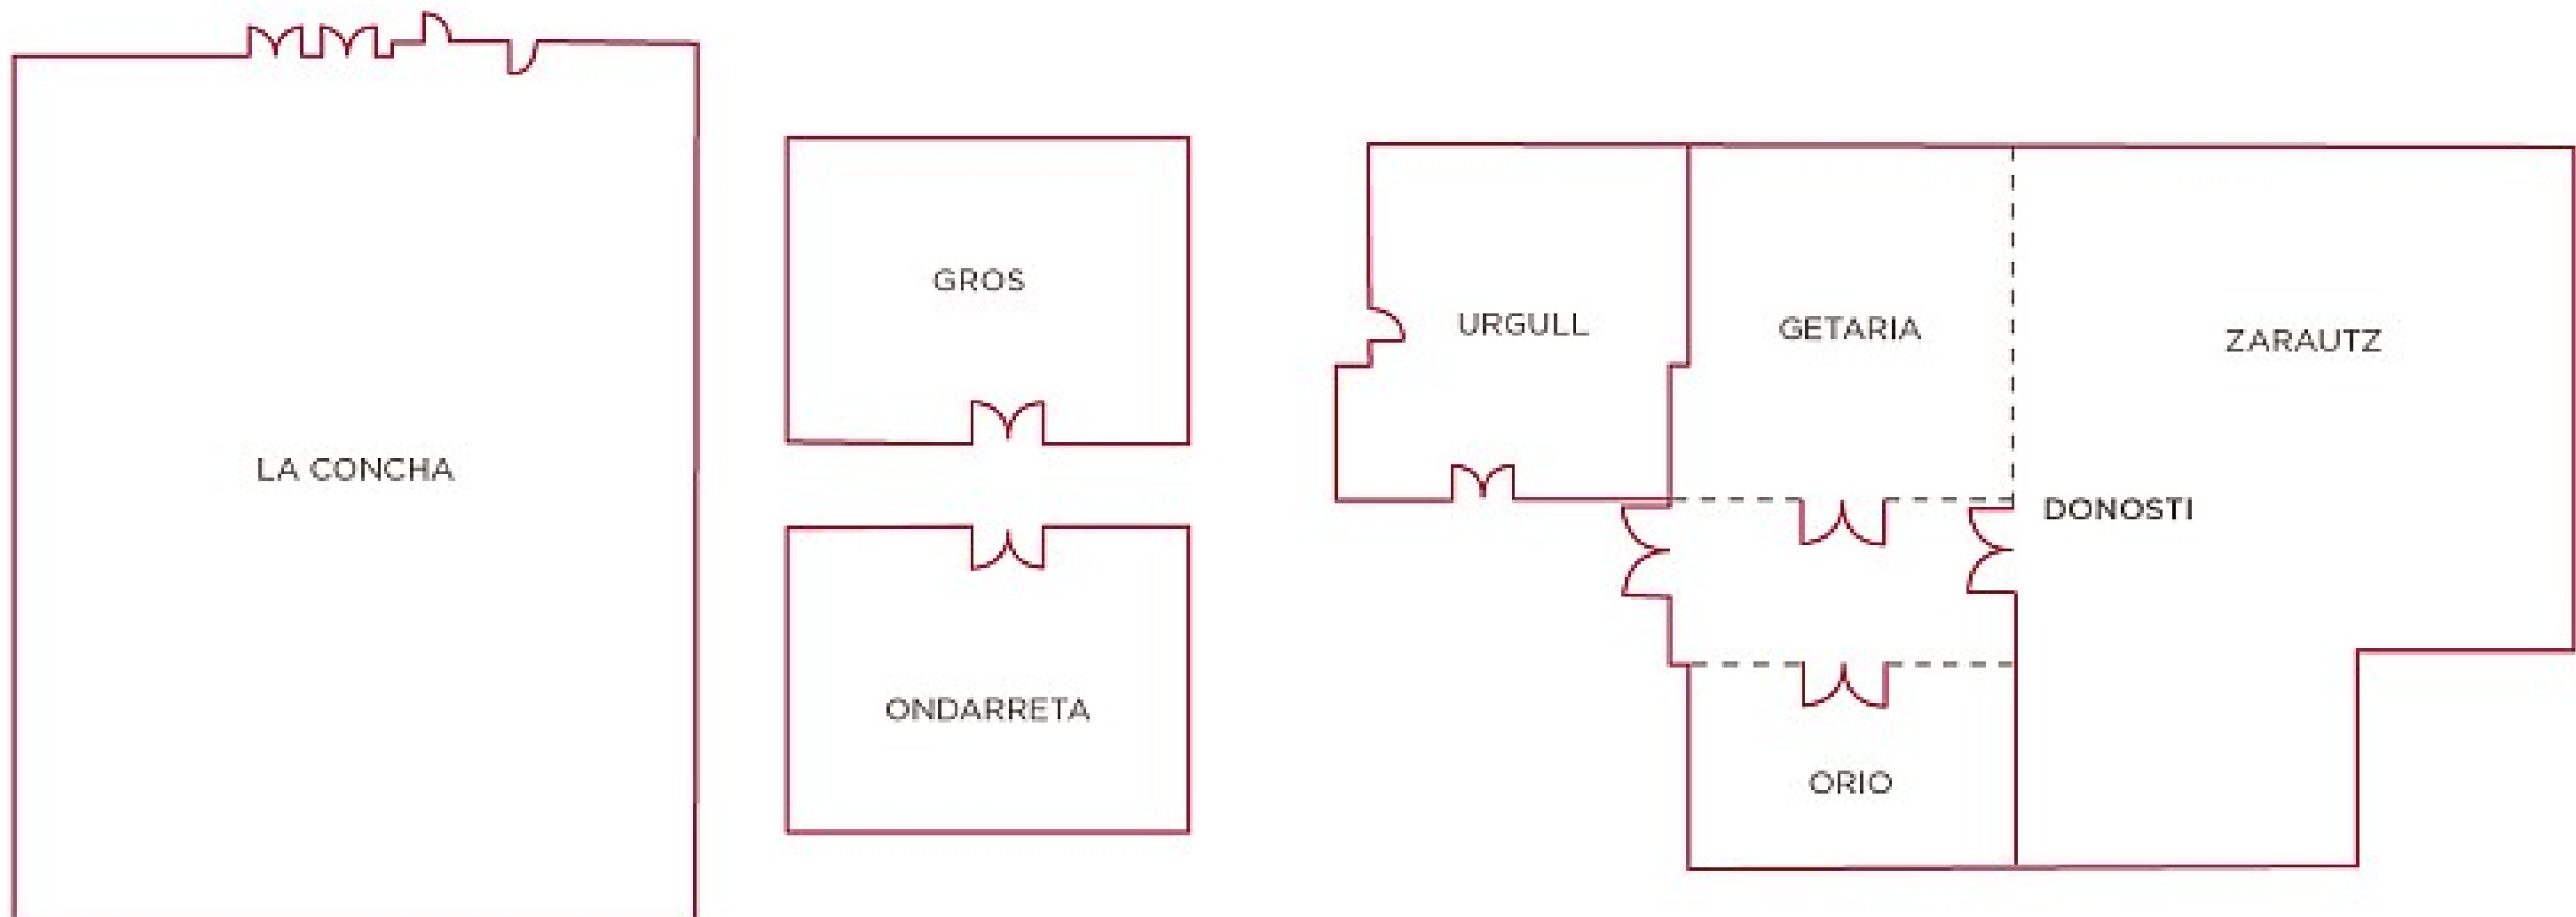 LA CONCHA
GROS
ONDARRETA
URGULL
GETARIA
ZARAUTZ
DONOSTI
ORIO